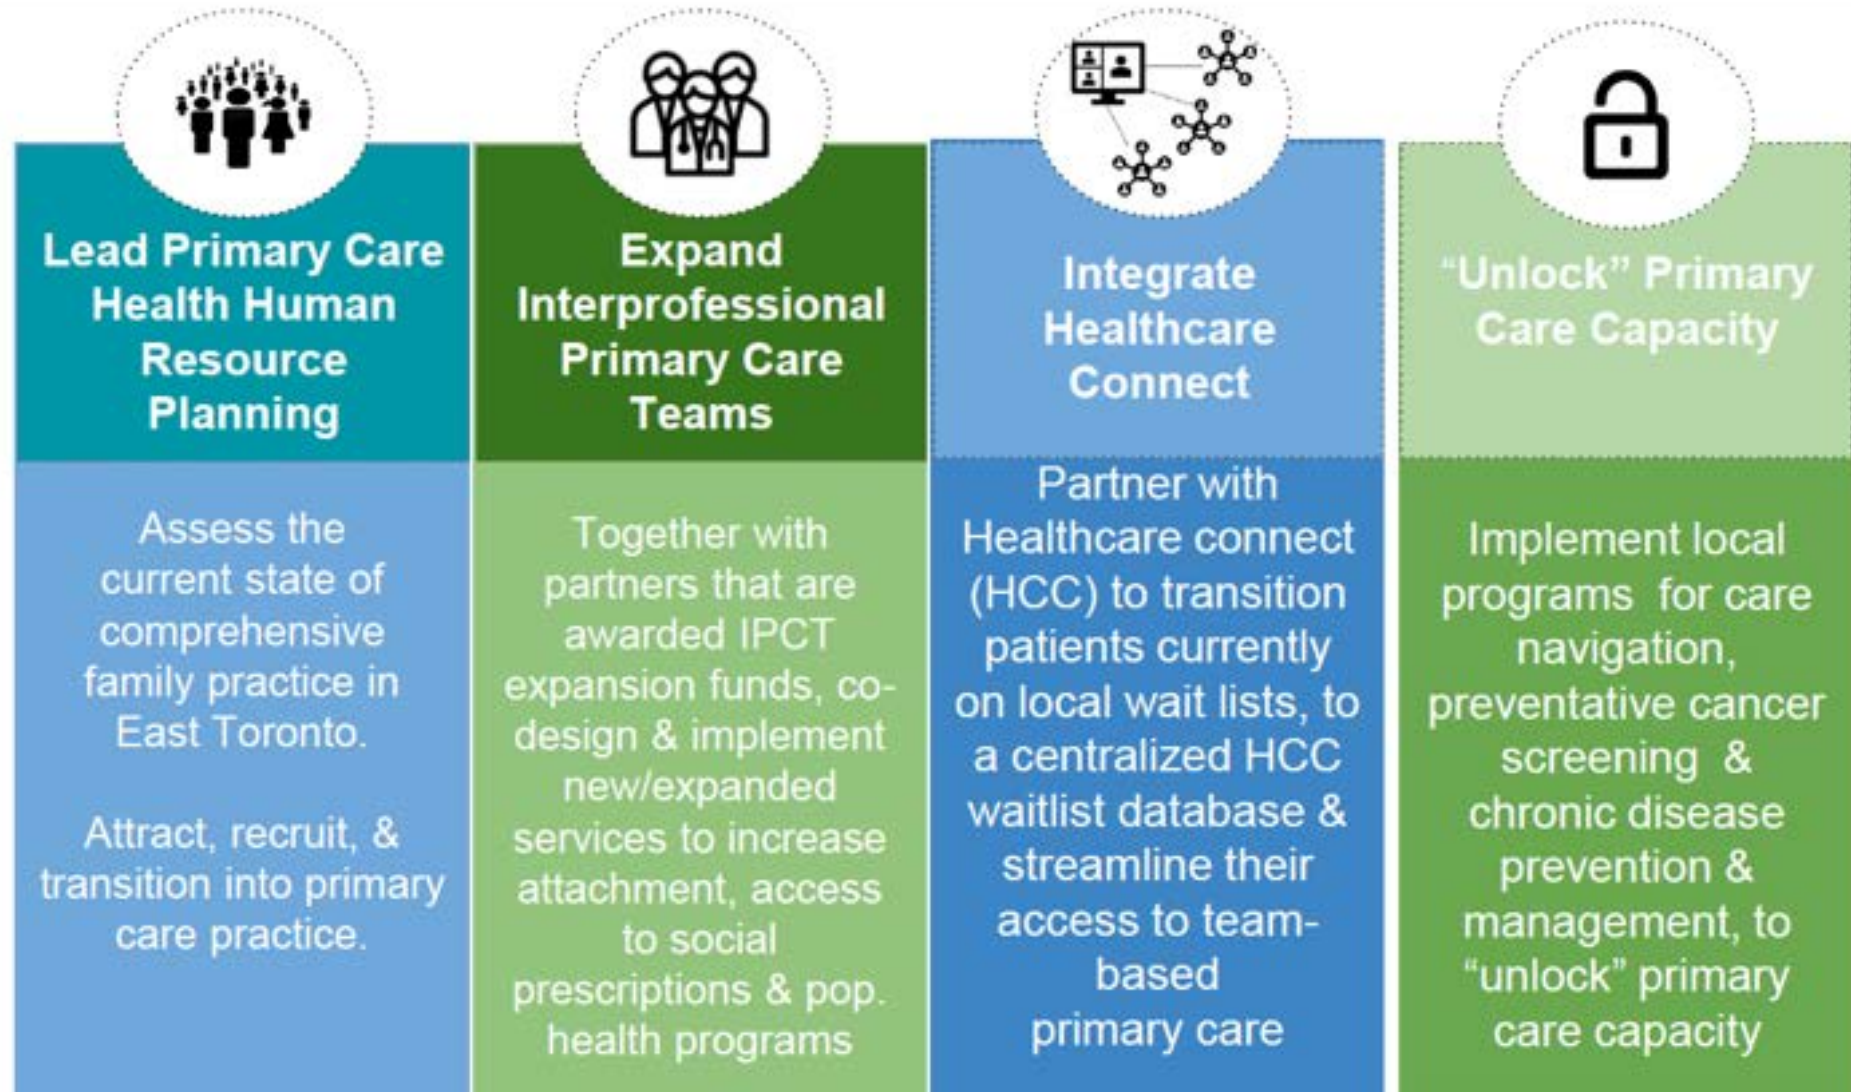 Lead Primary Care
Health Human
Resource
Planning
Assess the
current state of
comprehensive
family practice in
East Toronto.
Attract, recruit, &
transition into primary
care practice.
Expand
Interprofessional
Primary Care
Teams
Together with
partners that are
awarded IPCT
expansion funds, co-
design & implement
new/expanded
services to increase
attachment, access
to social
prescriptions & pop.
health programs
Integrate
Healthcare
Connect
Partner with
Healthcare connect
(HCC) to transition
patients currently
on local wait lists, to
a centralized HCC
waitlist database &
streamline their
access to team-
based
primary care
“Unlock” Primary
Care Capacity
Implement local
programs for care
navigation,
preventative cancer
screening &
chronic disease
prevention &
management, to
“unlock” primary
care capacity